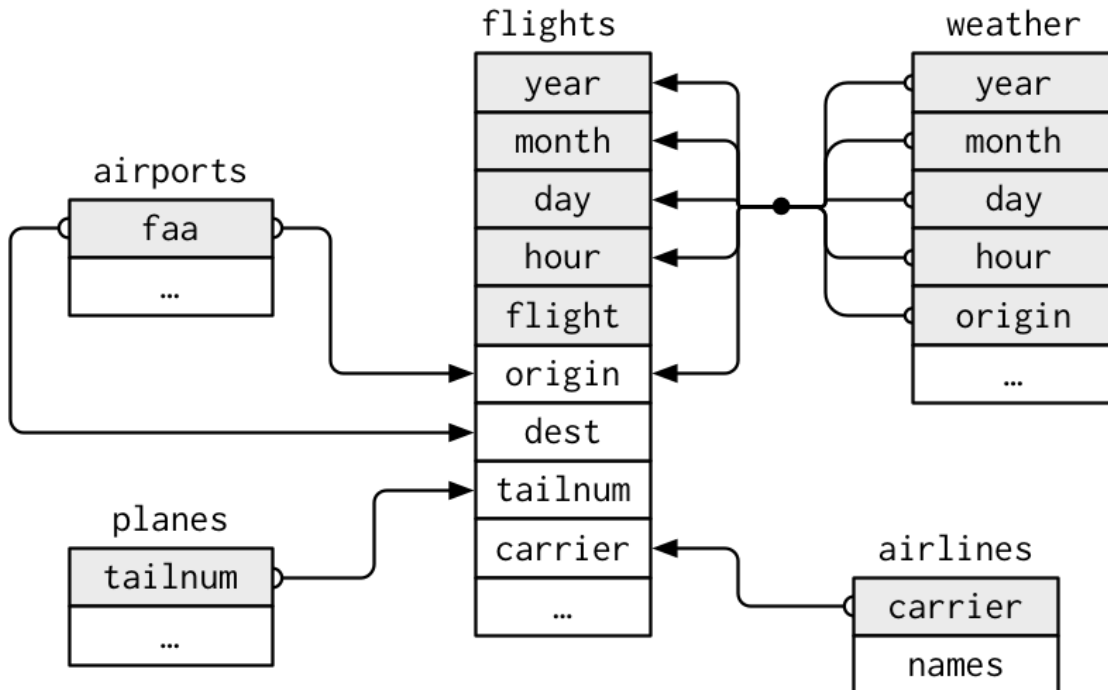 flights
year
month
day
hour
flight
origin
dest
tailnum
carrier
…
weather
year
month
day
hour
origin
…
airports
faa
…
planes
tailnum
…
airlines
carrier
names